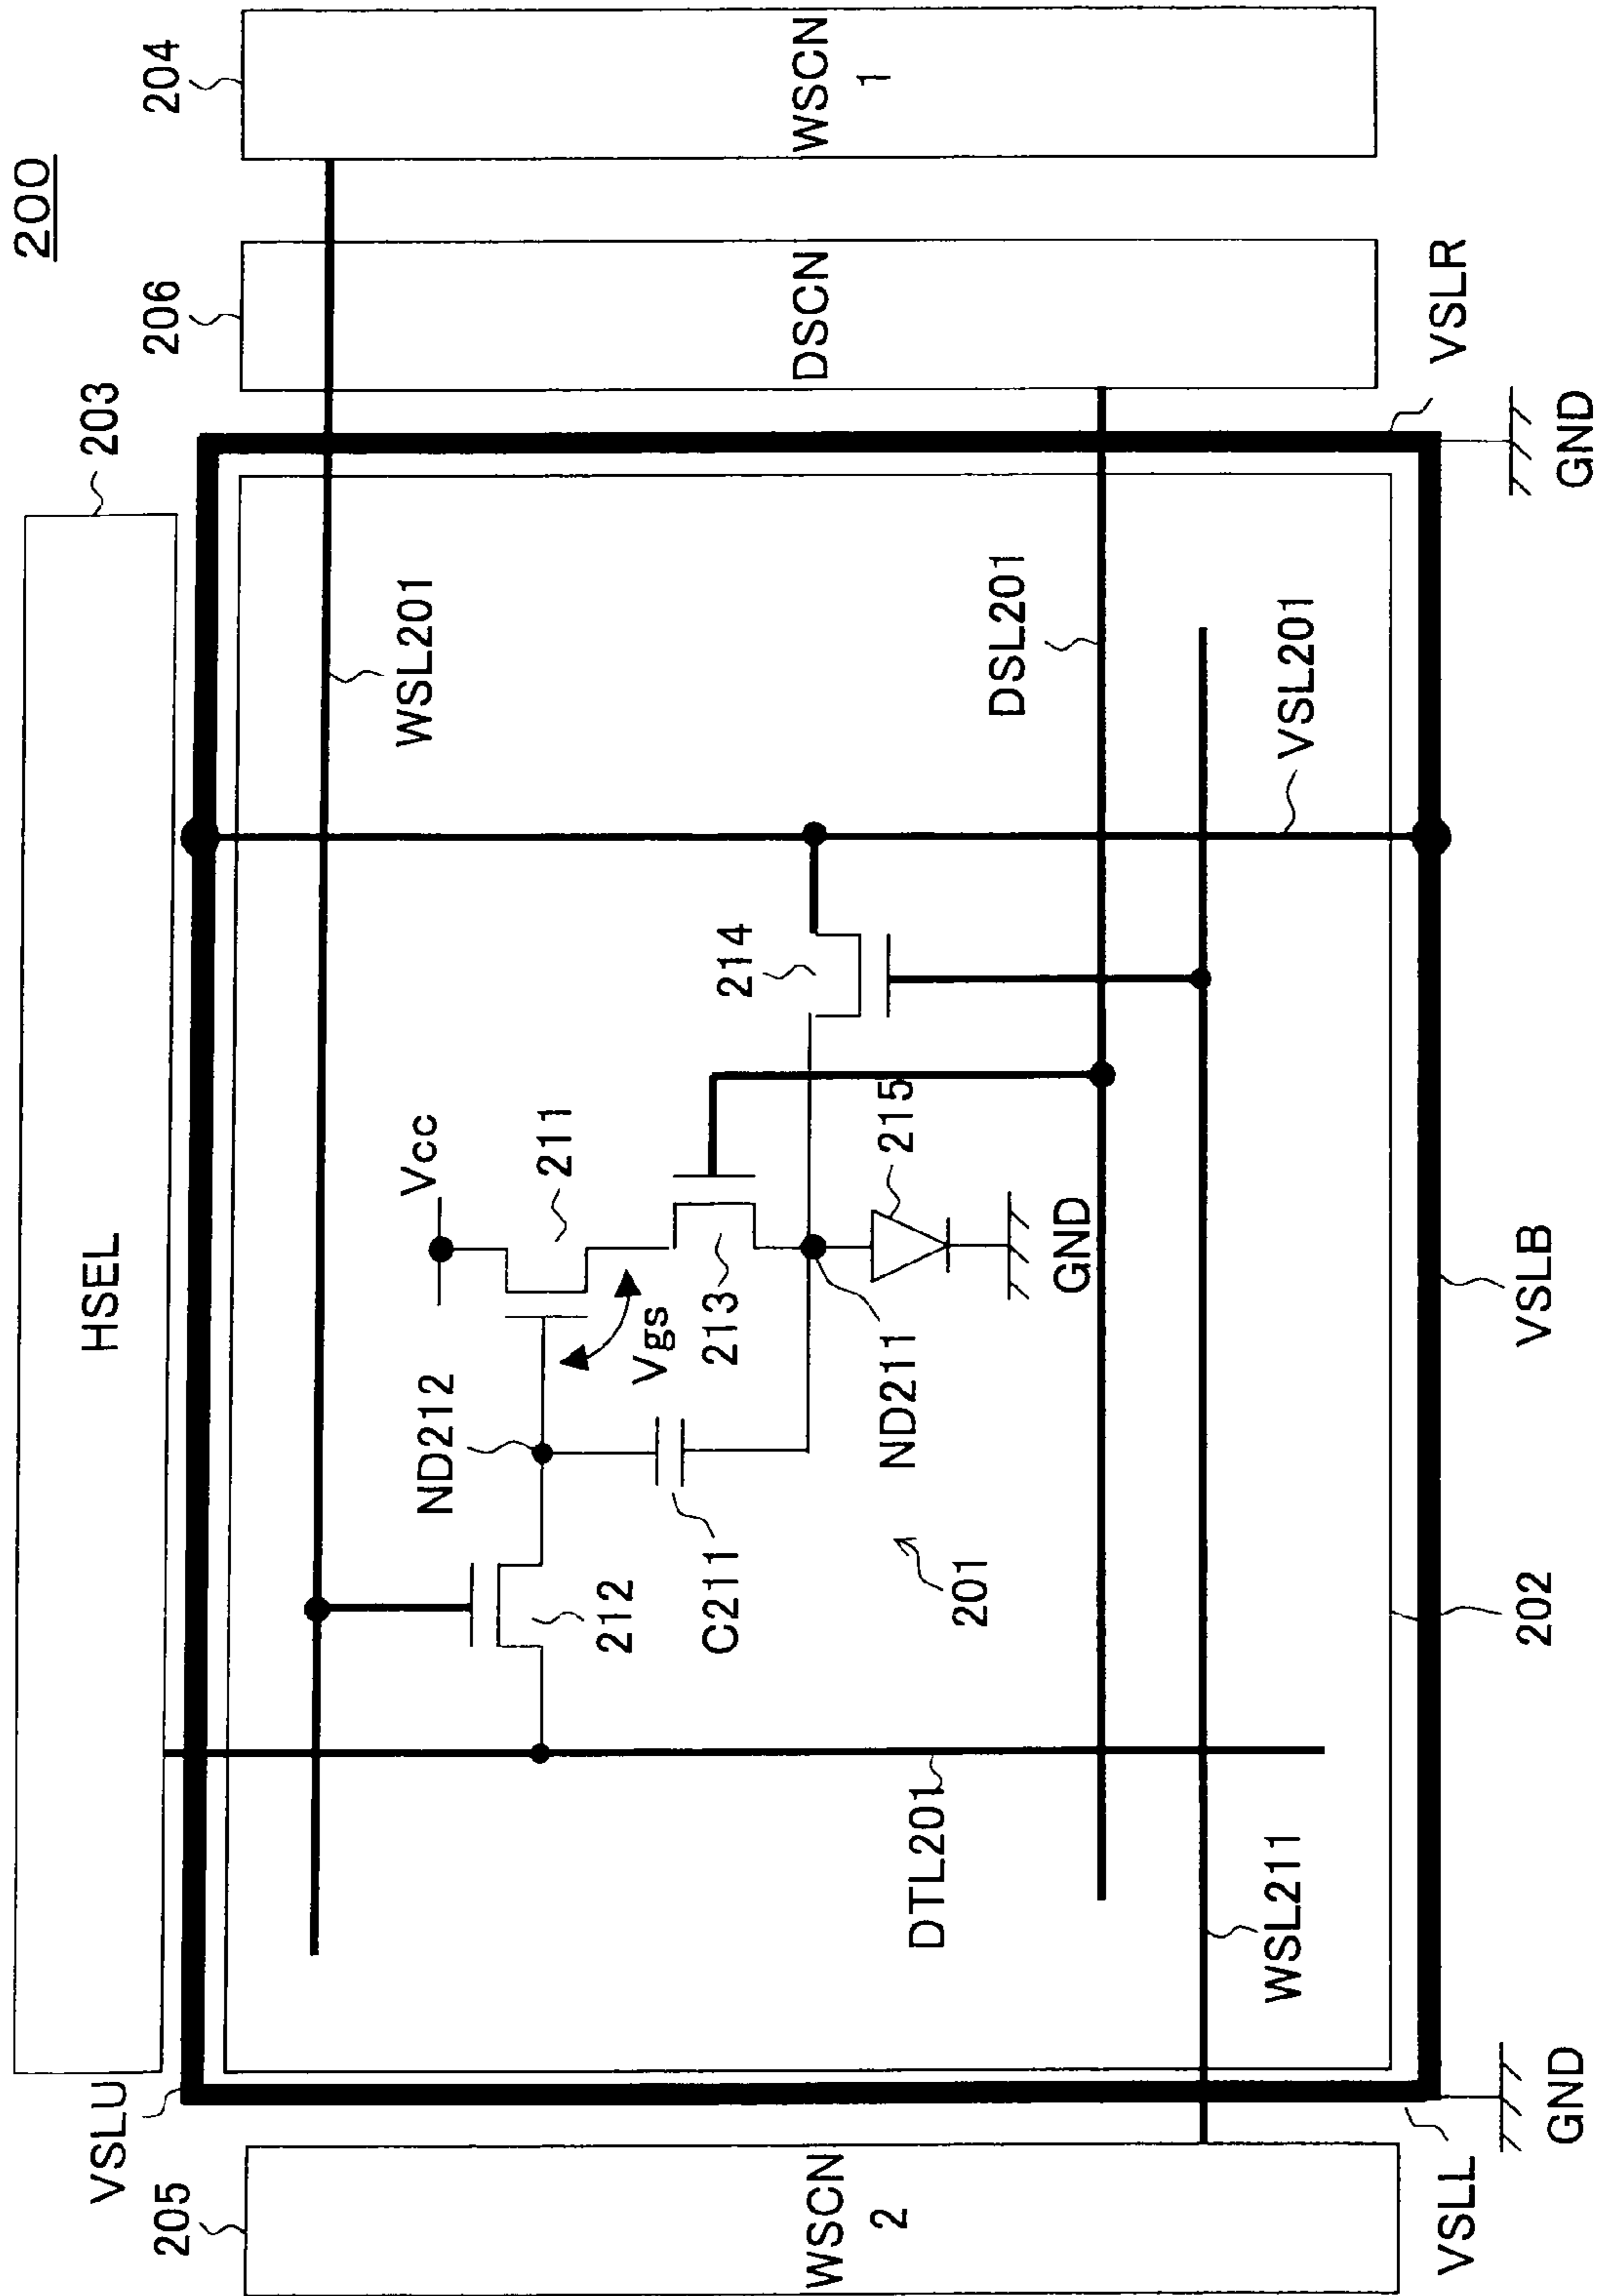 200
HSEL
203
204
206
205
VSLU
WSCN
1
DSCN
WSCN
2
WSL201
Vcc
211
ND212
Vgs
213
212
C211
214
215
ND211
GND
201
DSL201
DTL201
VSL201
WSL211
VSLR
GND
VSLB
202
VSLL
GND